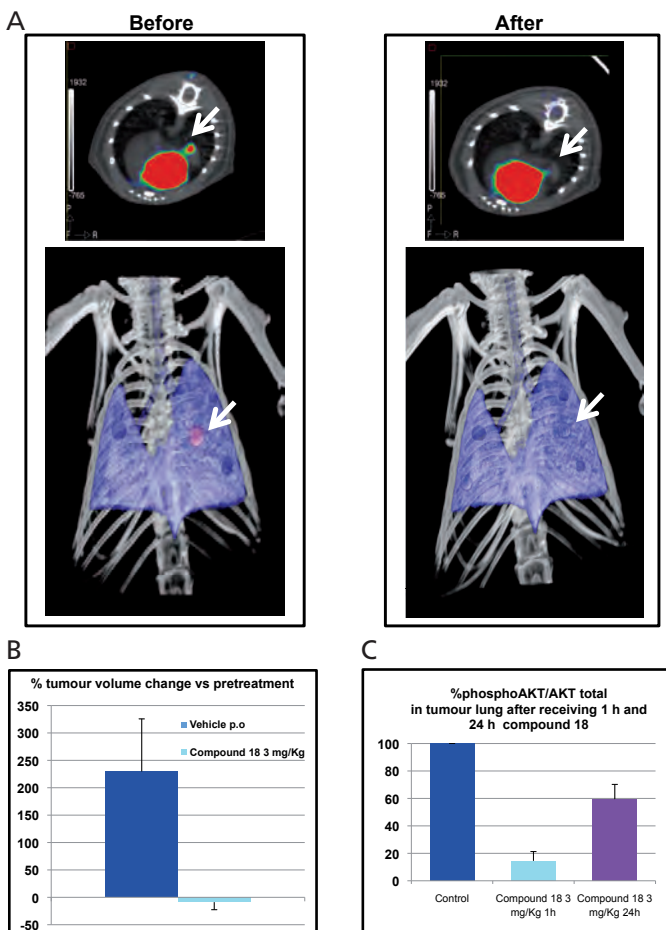 A
Before
After
1932
-765
P
F R
1932
-765
P
F R
B
C
% tumour volume change vs pretreatment
350
300
250
200
150
100
50
0
-50
Vehicle p.o
Compound 18 3 mg/Kg
%phosphoAKT/AKT total
in tumour lung after receiving 1 h and
24 h compound 18
100
80
60
40
20
0
Control
Compound 18 3
mg/Kg 1h
Compound 18 3
mg/Kg 24h